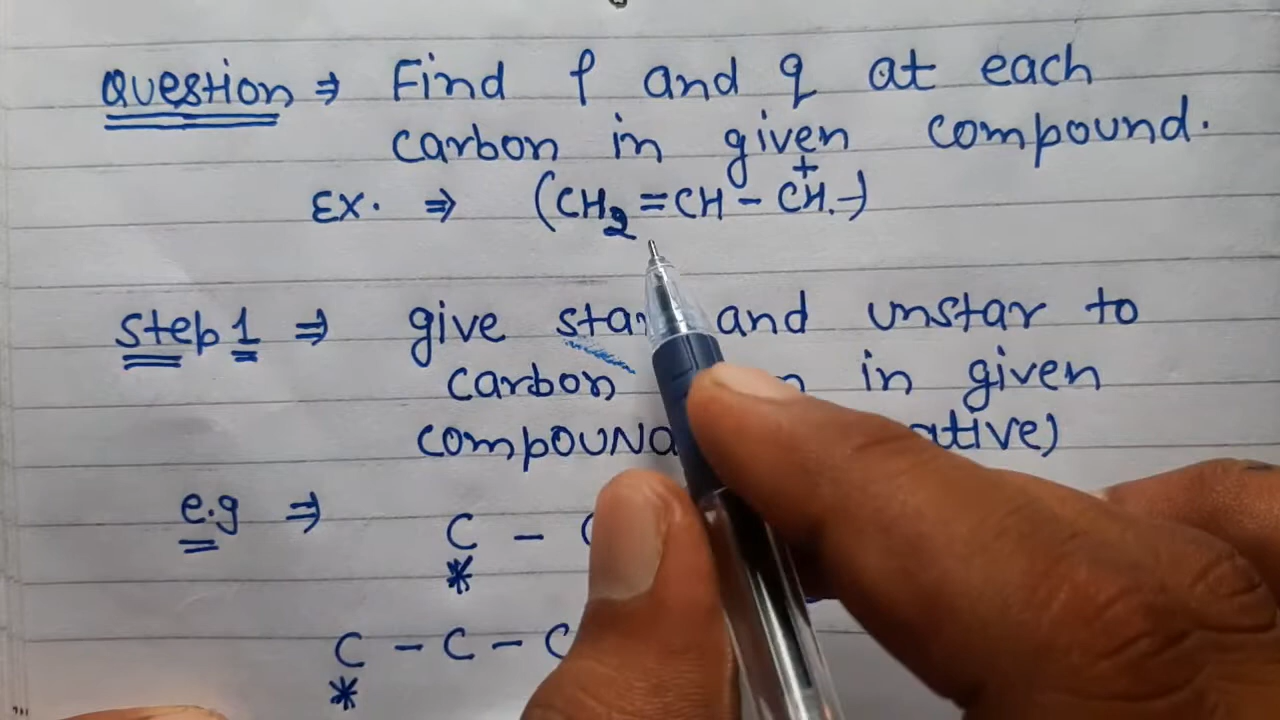 Question ⇒ Find p and q at each
carbon in given compound.
Ex. ⇒ (CH2 = CH - C⁺H.-)
Step 1 ⇒ give star and unstar to
carbon in given
compound ative)
e.g ⇒ C -
*
C - C - C
*